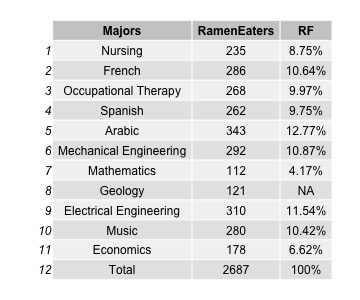 Majors RamenEaters RF
1 Nursing 235 8.75%
2 French 286 10.64%
3 Occupational Therapy 268 9.97%
4 Spanish 262 9.75%
5 Arabic 343 12.77%
6 Mechanical Engineering 292 10.87%
7 Mathematics 112 4.17%
8 Geology 121 NA
9 Electrical Engineering 310 11.54%
10 Music 280 10.42%
11 Economics 178 6.62%
12 Total 2687 100%